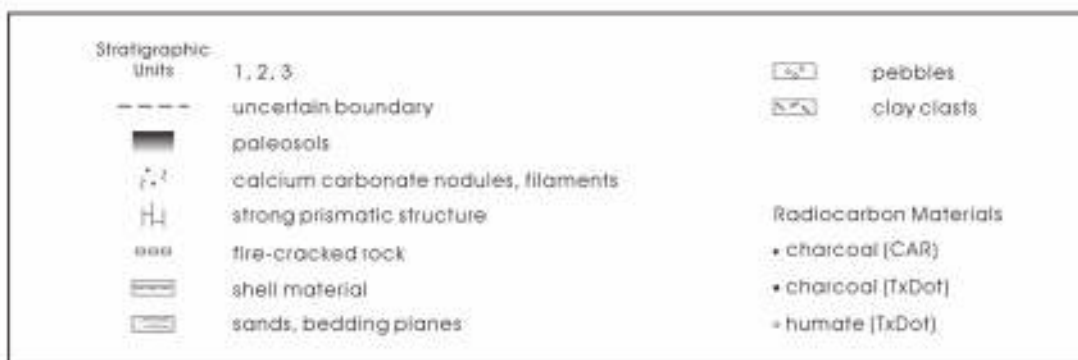 Stratigraphic
Units 1, 2, 3
uncertain boundary
paleosols
calcium carbonate nodules, filaments
strong prismatic structure
fire-cracked rock
shell material
sands, bedding planes
pebbles
clay clasts
Radiocarbon Materials
• charcoal (CAR)
• charcoal (TxDot)
◦ humate (TxDot)